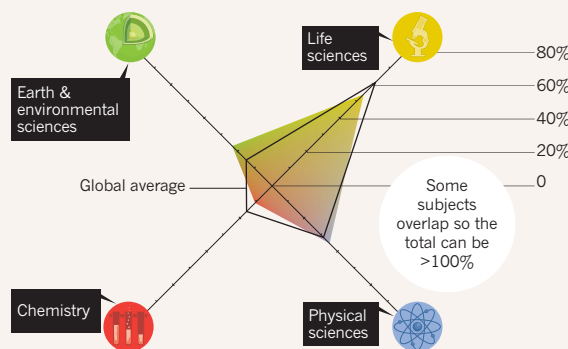 Life
sciences
80%
Earth &
environmental
sciences
60%
40%
20%
Global average
0
Some
subjects
overlap so the
total can be
>100%
Chemistry
Physical
sciences